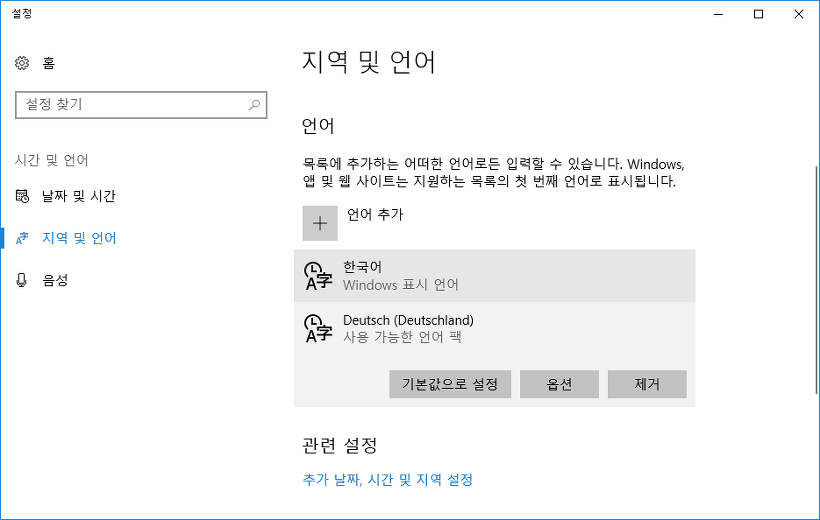 설정
홈
설정 찾기
시간 및 언어
날짜 및 시간
지역 및 언어
음성
지역 및 언어
언어
목록에 추가하는 어떠한 언어로든 입력할 수 있습니다. Windows,
앱 및 웹 사이트는 지원하는 목록의 첫 번째 언어로 표시됩니다.
언어 추가
한국어
Windows 표시 언어
Deutsch (Deutschland)
사용 가능한 언어 팩
기본값으로 설정 옵션 제거
관련 설정
추가 날짜, 시간 및 지역 설정